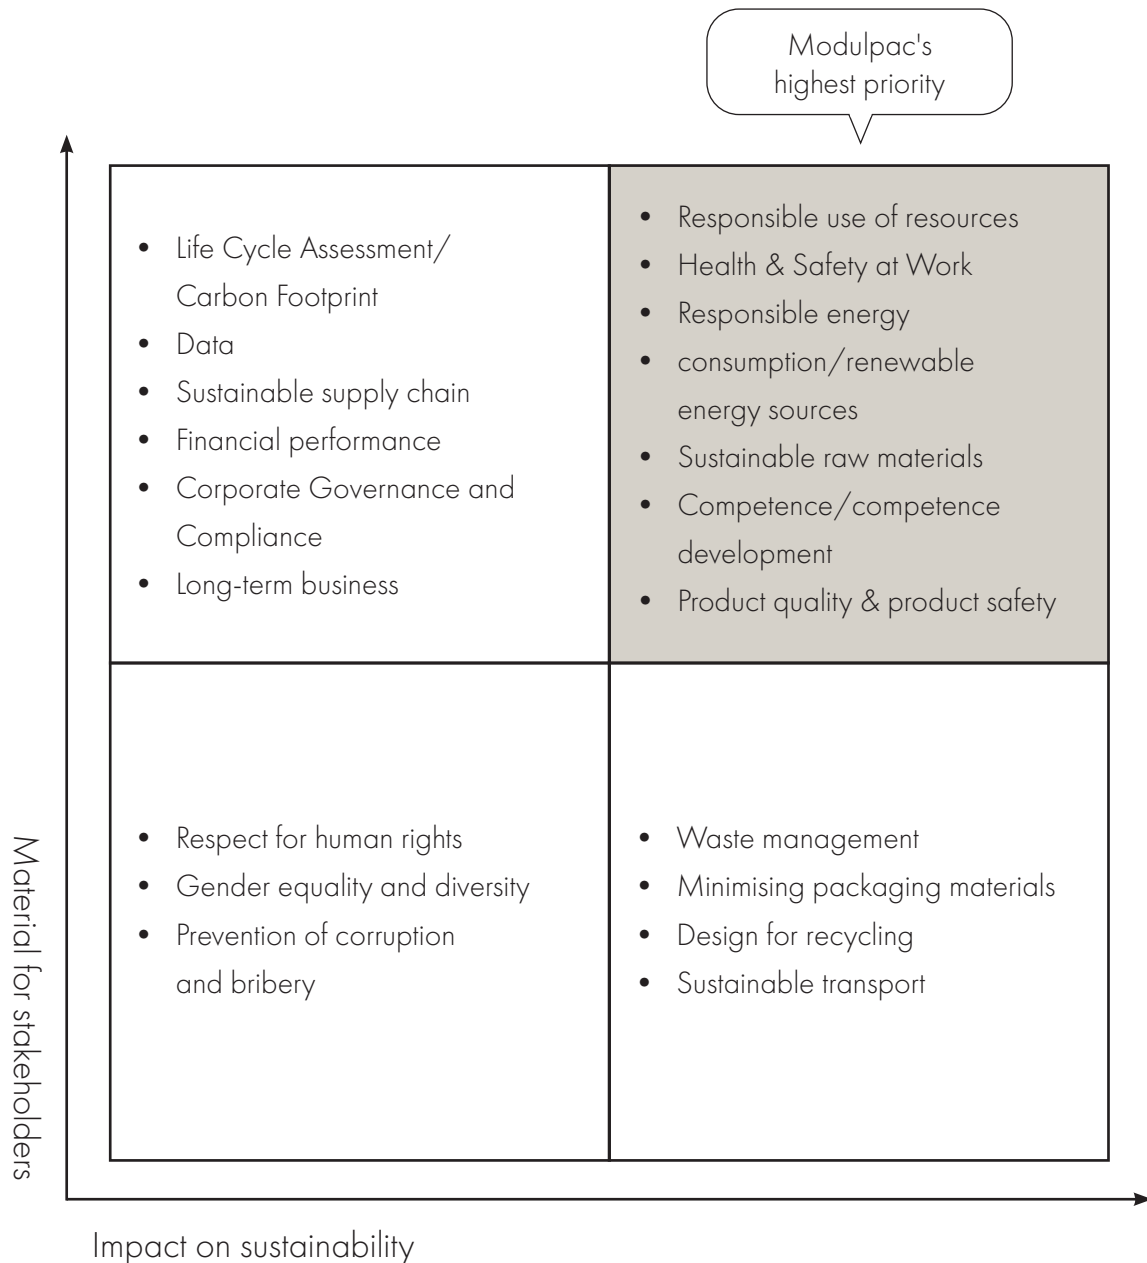 Modulpac's
highest priority
• Life Cycle Assessment/
Carbon Footprint
• Data
• Sustainable supply chain
• Financial performance
• Corporate Governance and
Compliance
• Long-term business
• Responsible use of resources
• Health & Safety at Work
• Responsible energy
• consumption/renewable
energy sources
• Sustainable raw materials
• Competence/competence
development
• Product quality & product safety
• Respect for human rights
• Gender equality and diversity
• Prevention of corruption
and bribery
• Waste management
• Minimising packaging materials
• Design for recycling
• Sustainable transport
Material for stakeholders
Impact on sustainability